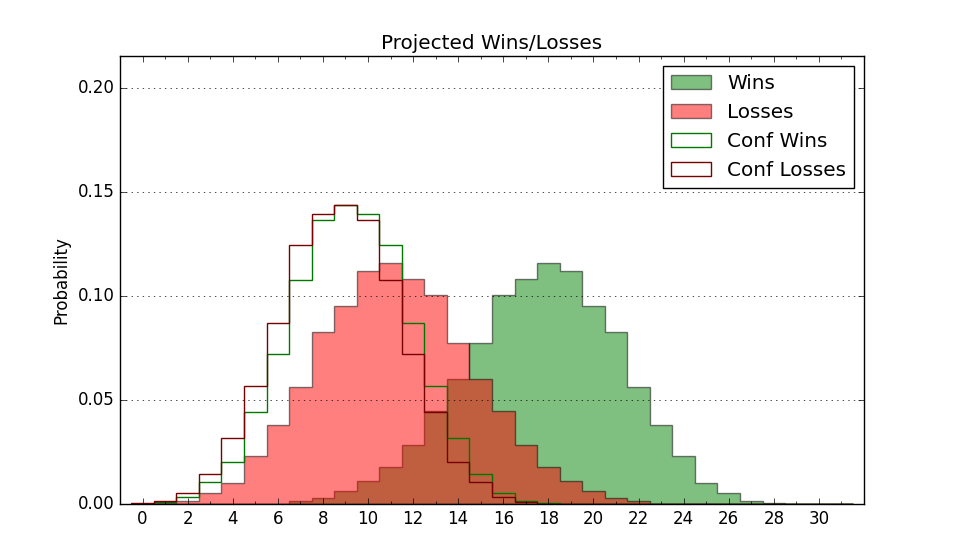 Projected Wins/Losses
Wins
Losses
Conf Wins
Conf Losses
Probability
0.20
0.15
0.10
0.05
0.00
0 2 4 6 8 10 12 14 16 18 20 22 24 26 28 30